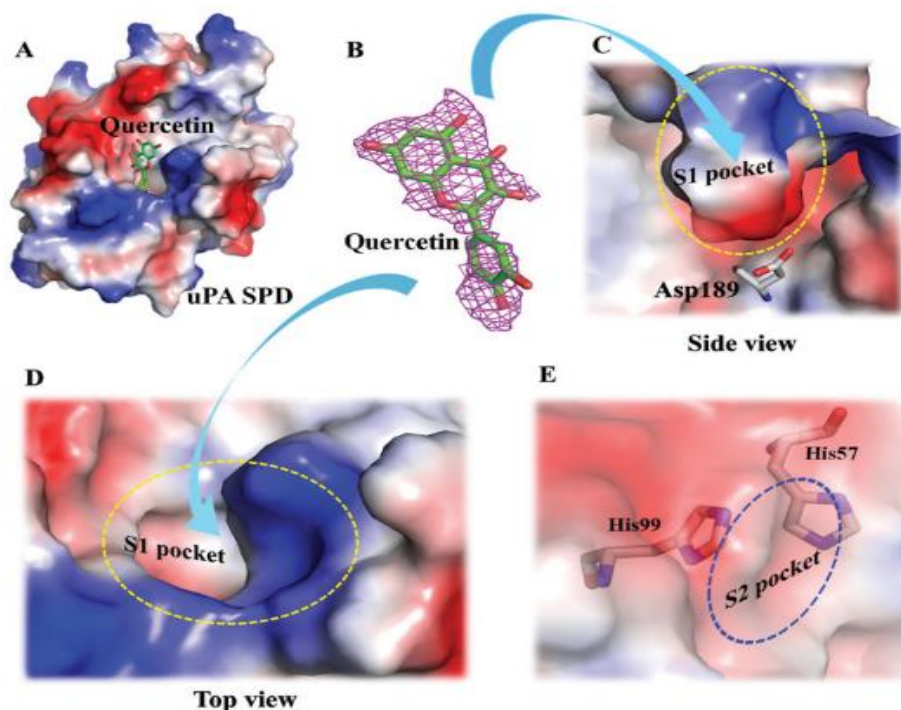 A
Quercetin
uPA SPD
B
Quercetin
C
S1 pocket
Asp189
Side view
D
S1 pocket
Top view
E
His57
His99
S2 pocket